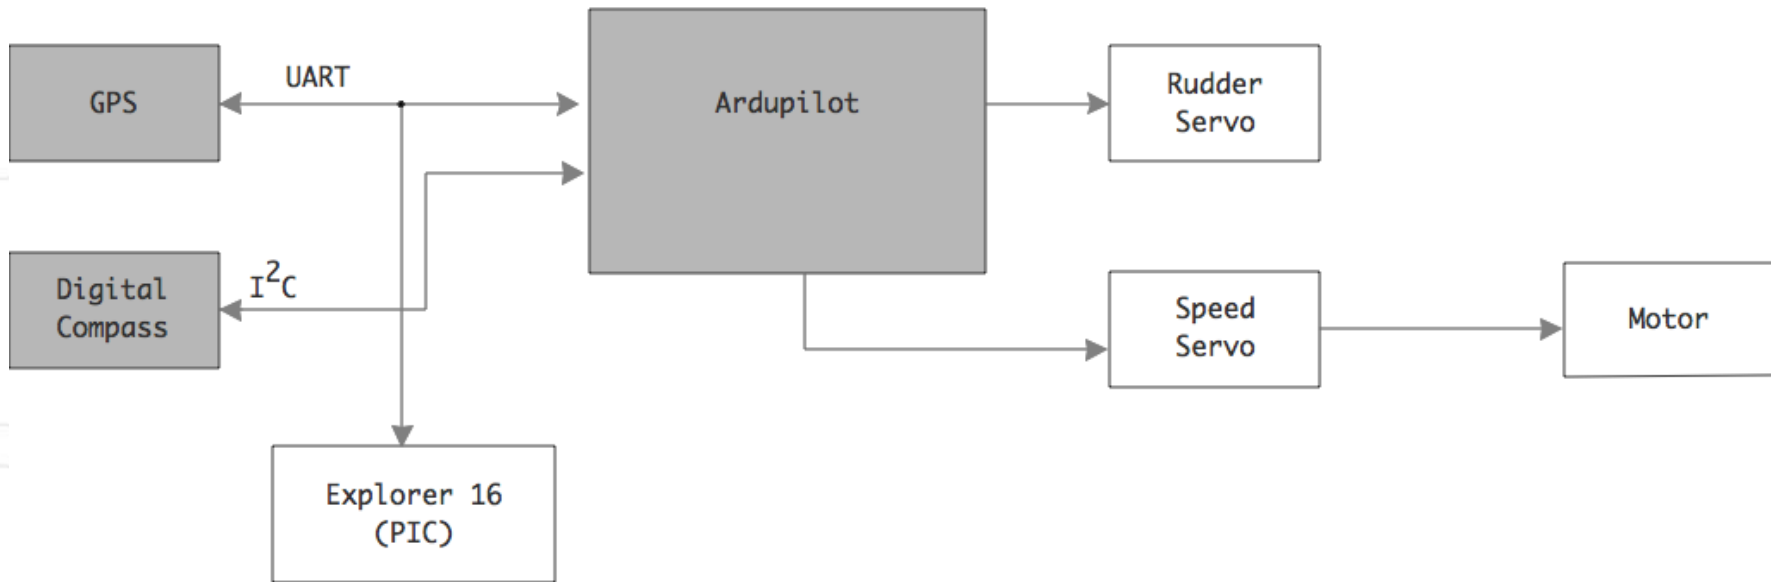 GPS
UART
Ardupilot
Rudder
Servo
Digital
Compass
I²C
Speed
Servo
Motor
Explorer 16
(PIC)